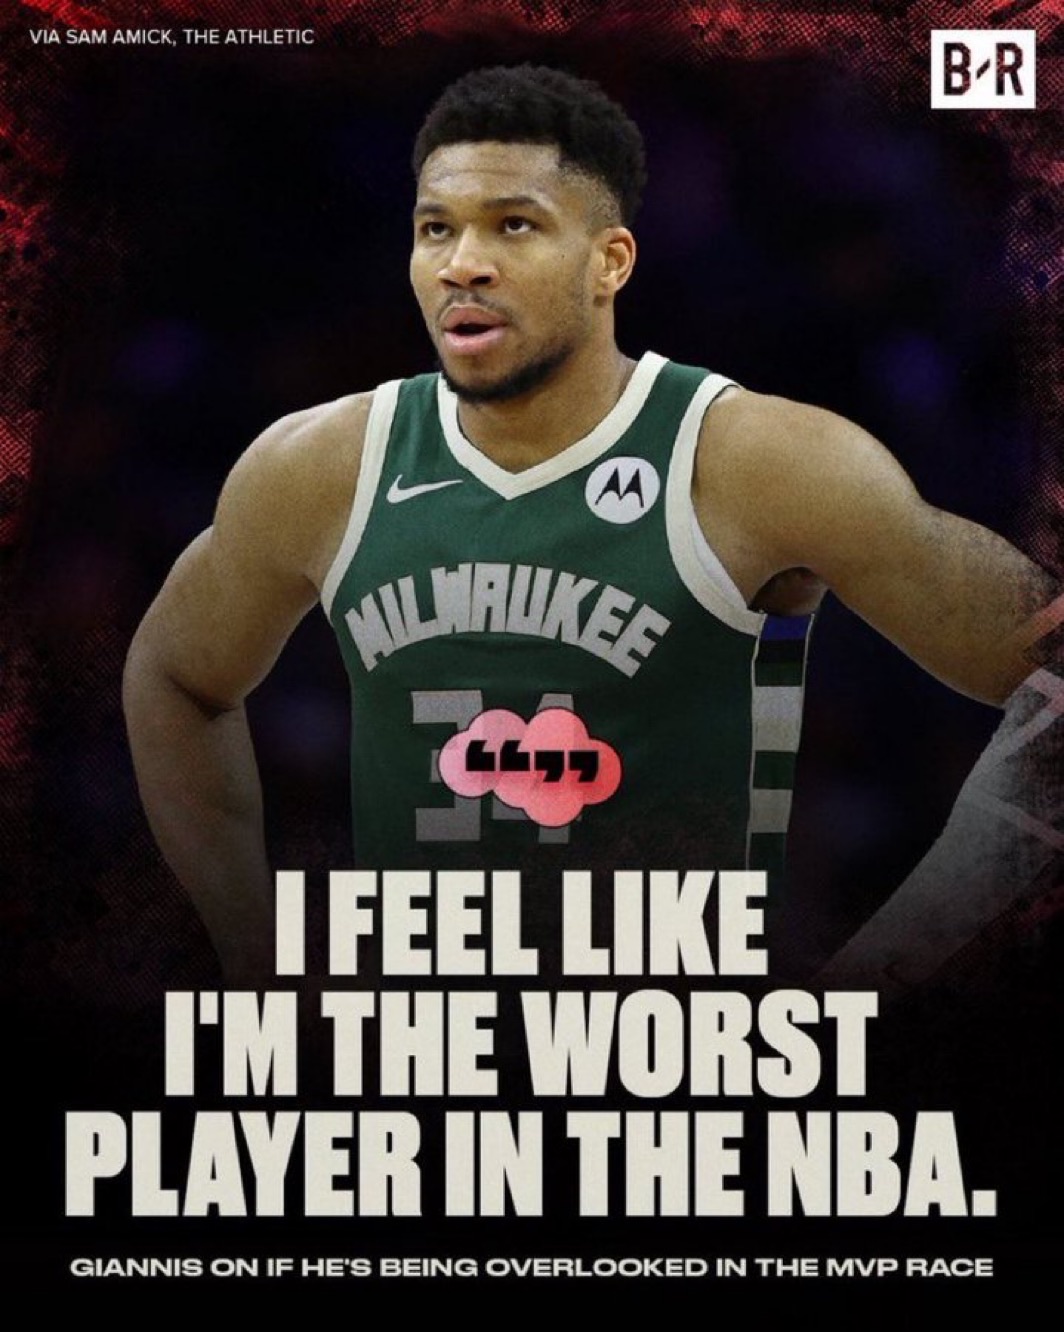 VIA SAM AMICK, THE ATHLETIC
B-R
MILWAUKEE
34
““ ””
I FEEL LIKE
I'M THE WORST
PLAYER IN THE NBA.
GIANNIS ON IF HE'S BEING OVERLOOKED IN THE MVP RACE